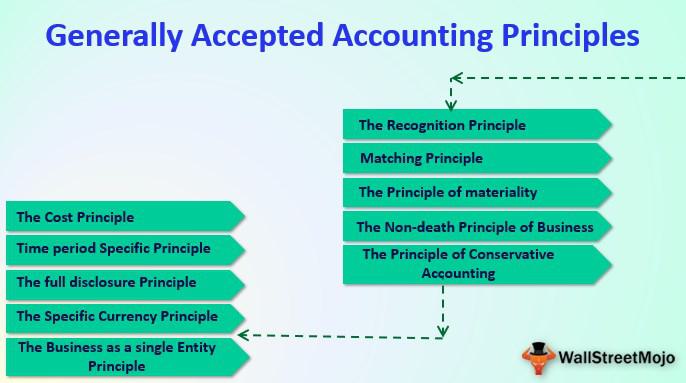 Generally Accepted Accounting Principles
The Recognition Principle
Matching Principle
The Principle of materiality
The Non-death Principle of Business
The Principle of Conservative
Accounting
The Cost Principle
Time period Specific Principle
The full disclosure Principle
The Specific Currency Principle
The Business as a single Entity
Principle
WallStreetMojo